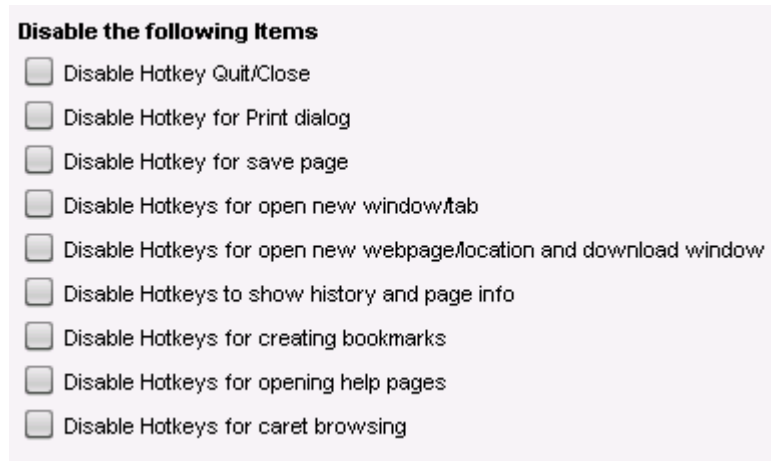 Disable the following Items
Disable Hotkey Quit/Close
Disable Hotkey for Print dialog
Disable Hotkey for save page
Disable Hotkeys for open new window/tab
Disable Hotkeys for open new webpage/location and download window
Disable Hotkeys to show history and page info
Disable Hotkeys for creating bookmarks
Disable Hotkeys for opening help pages
Disable Hotkeys for caret browsing